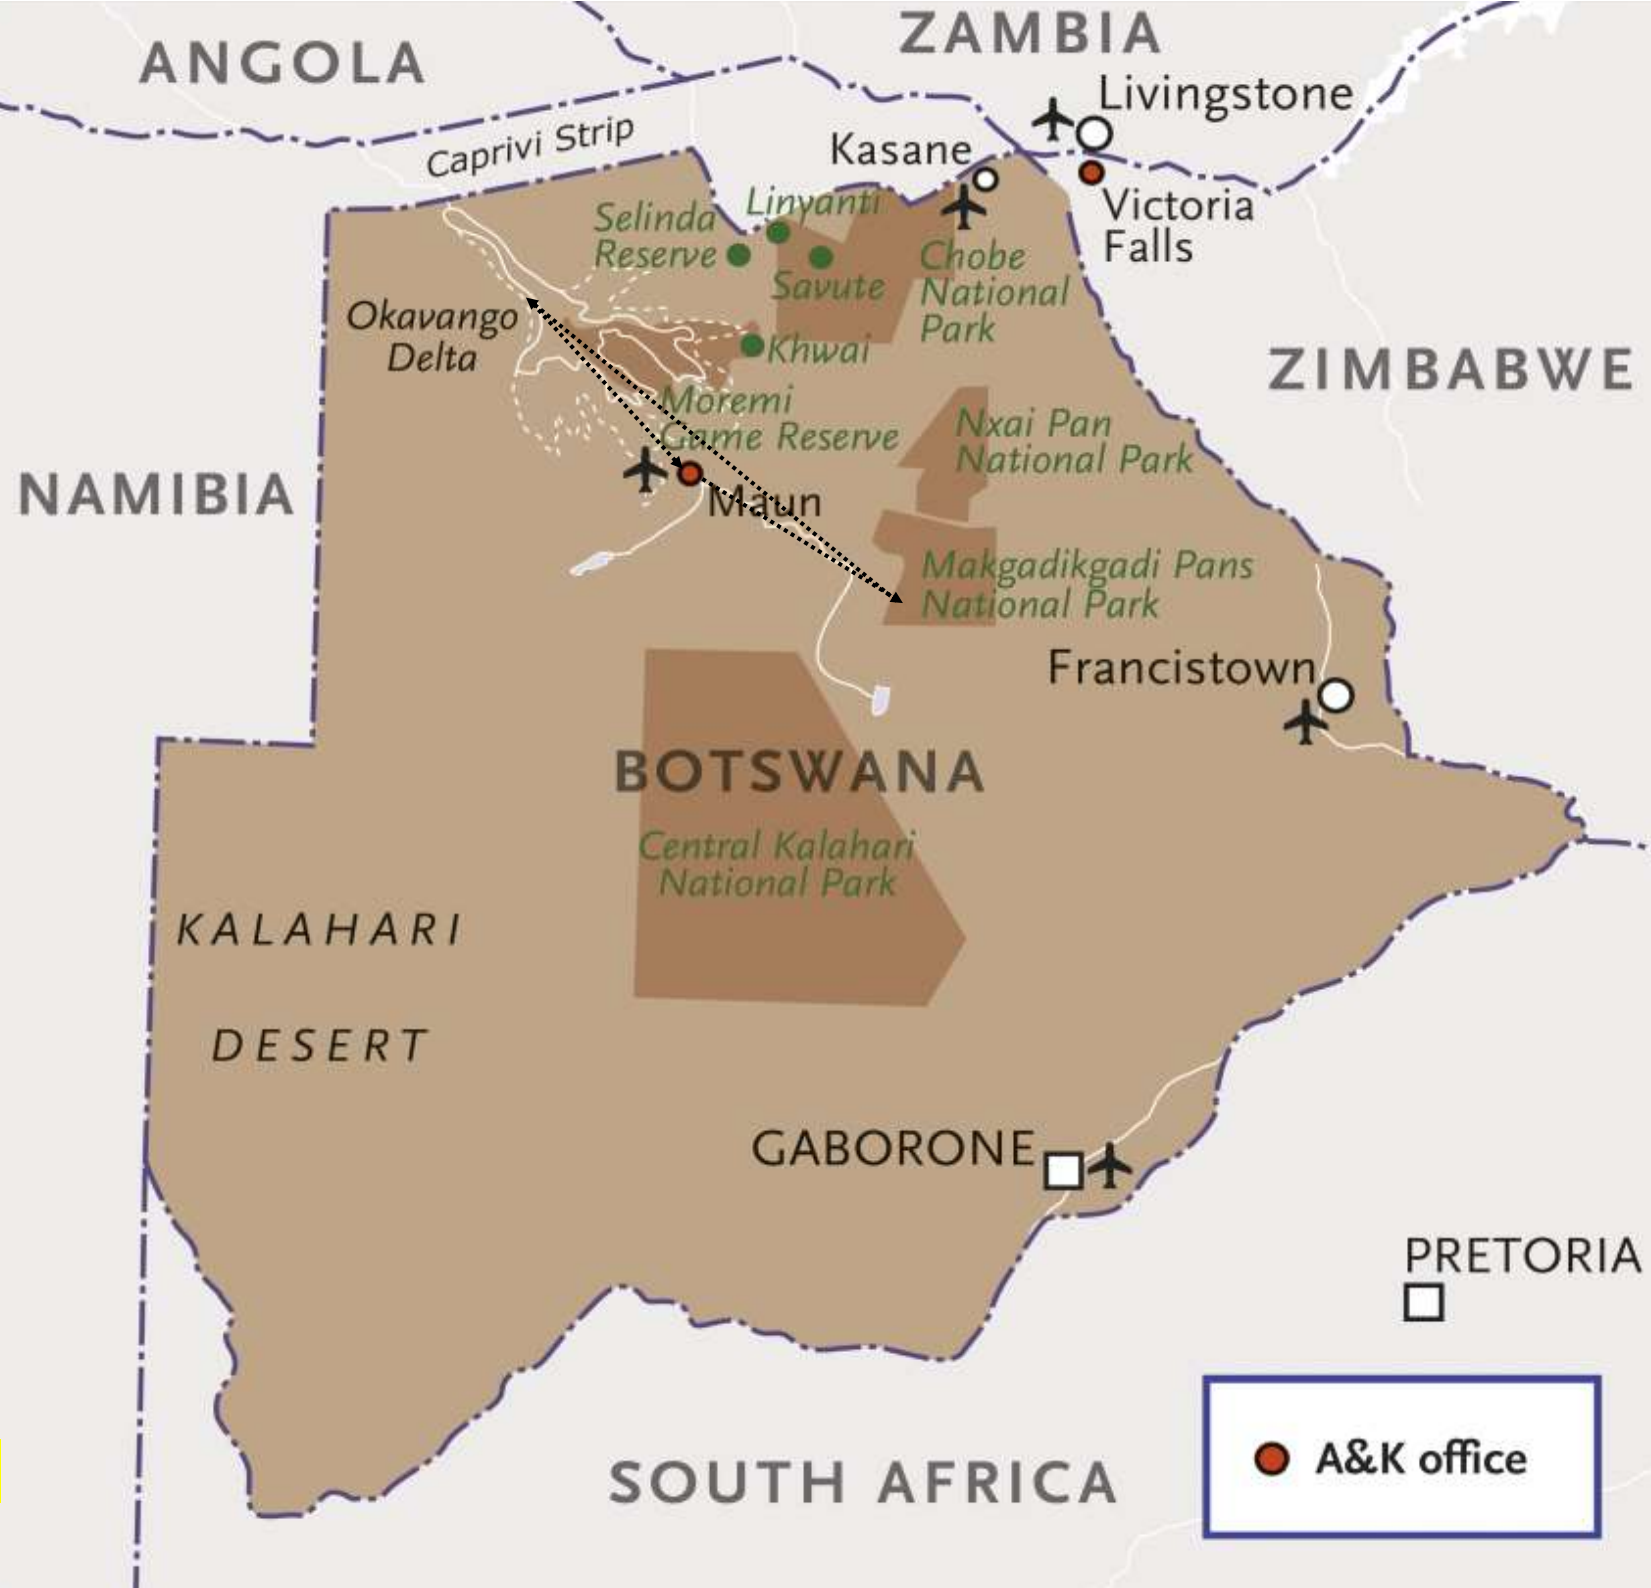 ANGOLA
ZAMBIA
Livingstone
Caprivi Strip
Kasane
Victoria
Falls
Linyanti
Selinda
Reserve
Savute
Chobe
National
Park
Okavango
Delta
Khwai
ZIMBABWE
Moremi
Game Reserve
Nxai Pan
National Park
NAMIBIA
Maun
Makgadikgadi Pans
National Park
Francistown
BOTSWANA
Central Kalahari
National Park
KALAHARI
DESERT
GABORONE
PRETORIA
SOUTH AFRICA
A&K office